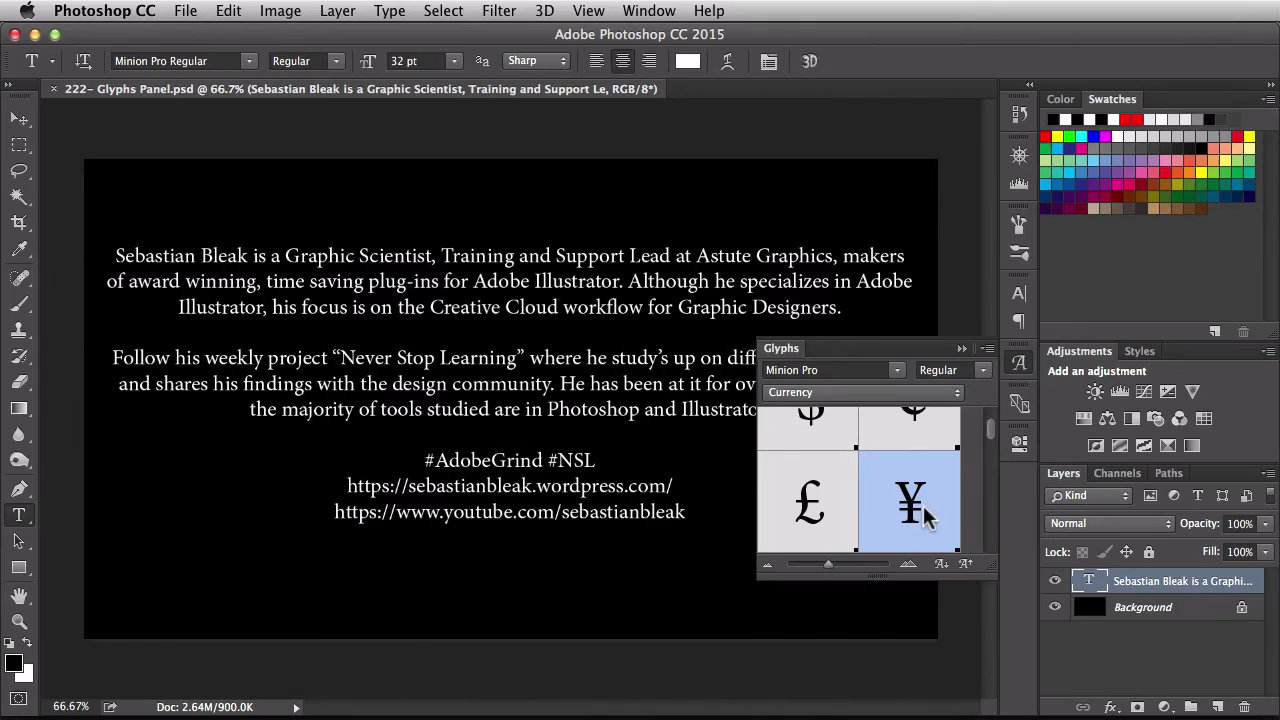 Photoshop CC File Edit Image Layer Type Select Filter 3D View Window Help
Adobe Photoshop CC 2015
T Minion Pro Regular Regular T 32 pt aa Sharp 3D
× 222- Glyphs Panel.psd @ 66.7% (Sebastian Bleak is a Graphic Scientist, Training and Support Le, RGB/8*)
Color Swatches
Sebastian Bleak is a Graphic Scientist, Training and Support Lead at Astute Graphics, makers
of award winning, time saving plug-ins for Adobe Illustrator. Although he specializes in Adobe
Illustrator, his focus is on the Creative Cloud workflow for Graphic Designers.
Follow his weekly project “Never Stop Learning” where he study’s up on
and shares his findings with the design community. He has been at it for
the majority of tools studied are in Photoshop and
#AdobeGrind #NSL
https://sebastianbleak.wordpress.com/
https://www.youtube.com/sebastianbleak
Glyphs
Minion Pro Regular
Currency
£ ¥
Adjustments Styles
Add an adjustment
Layers Channels Paths
Kind
Normal Opacity: 100%
Lock: Fill: 100%
T Sebastian Bleak is a Graphi...
Background
66.67% Doc: 2.64M/900.0K